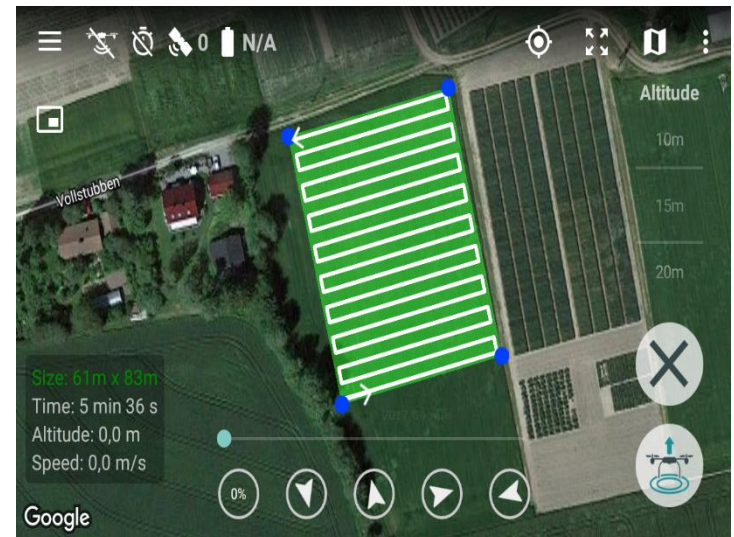 0 N/A
Altitude
10m
15m
20m
Vollstubben
Size: 61m x 83m
Time: 5 min 36 s
Altitude: 0,0 m
Speed: 0,0 m/s
0%
Google